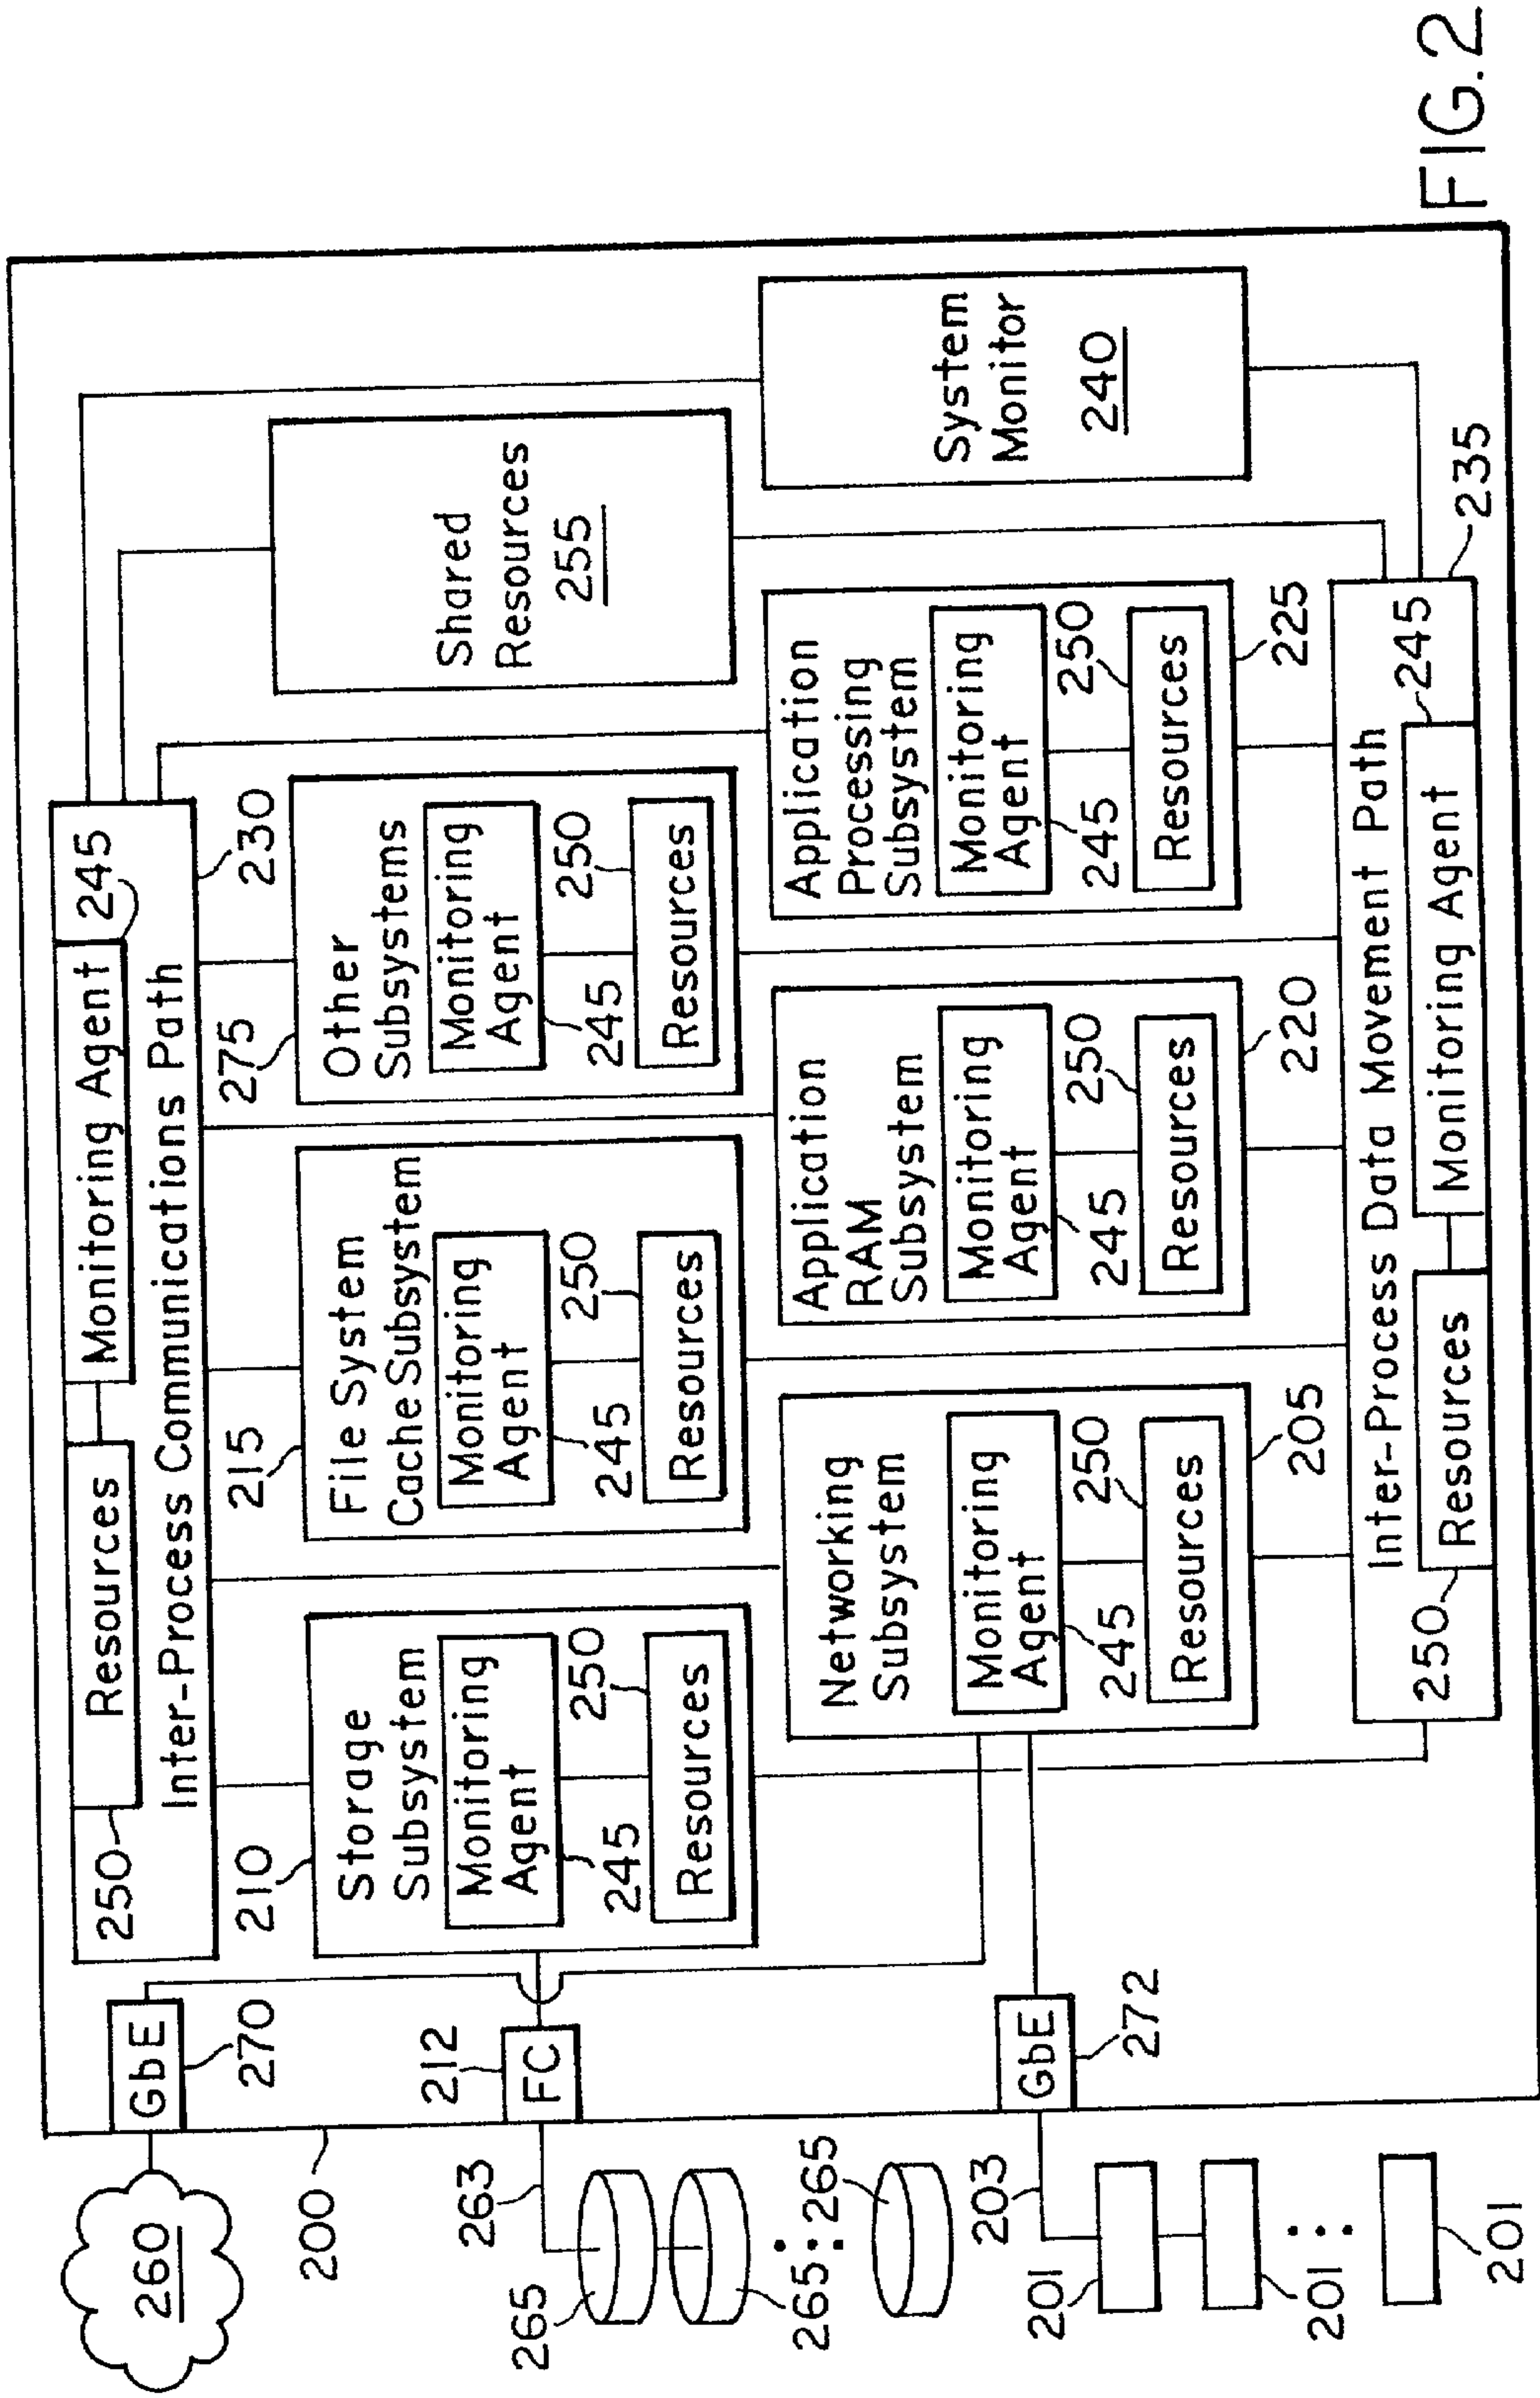 260
GbE
270
200
250
Resources
Monitoring Agent
245
Inter-Process Communications Path
230
210
215
275
Storage
Subsystem
Monitoring
Agent
245
250
Resources
File System
Cache Subsystem
Monitoring
Agent
245
250
Resources
Other
Subsystems
Monitoring
Agent
245
250
Resources
Shared
Resources
255
212
FC
263
265
265
265
Networking
Subsystem
Monitoring
Agent
245
250
Resources
205
Application
RAM
Subsystem
Monitoring
Agent
245
250
Resources
220
Application
Processing
Subsystem
Monitoring
Agent
245
250
Resources
225
System
Monitor
240
GbE
272
203
201
201
201
Inter-Process Data Movement Path
235
250
Resources
Monitoring Agent
245
FIG.2